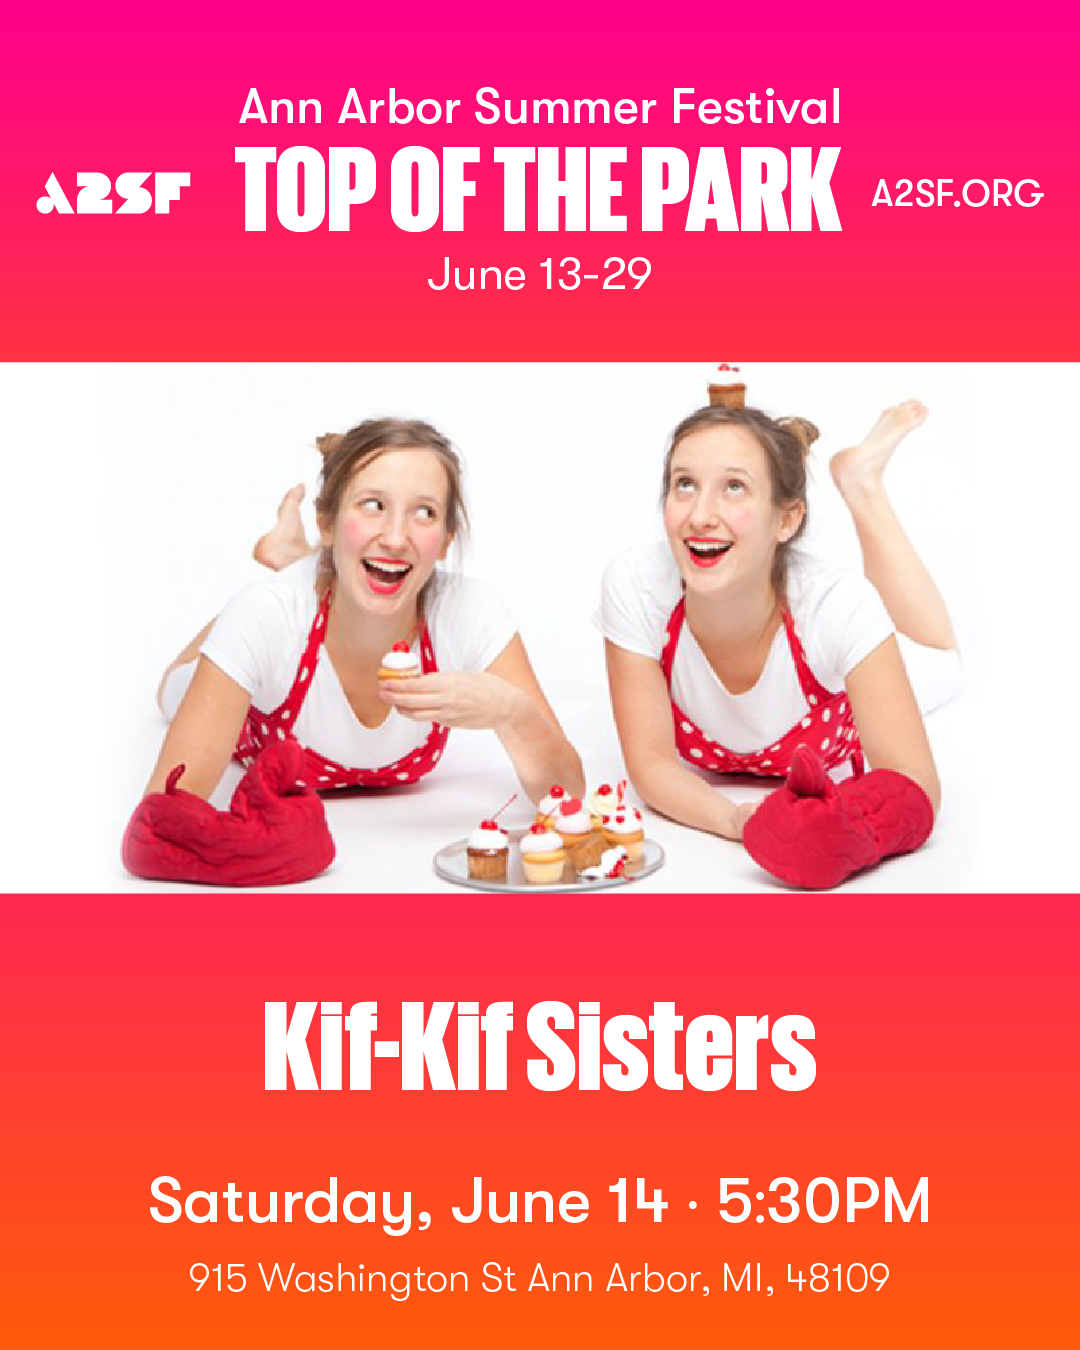 Ann Arbor Summer Festival
A2SF
TOP OF THE PARK
A2SF.ORG
June 13-29
Kif-Kif Sisters
Saturday, June 14 · 5:30PM
915 Washington St Ann Arbor, MI, 48109